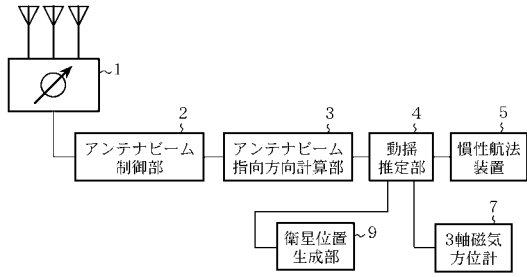 1
2
3
4
5
アンテナビーム
制御部
アンテナビーム
指向方向計算部
動揺
推定部
慣性航法
装置
7
衛星位置
生成部
9
3軸磁気
方位計